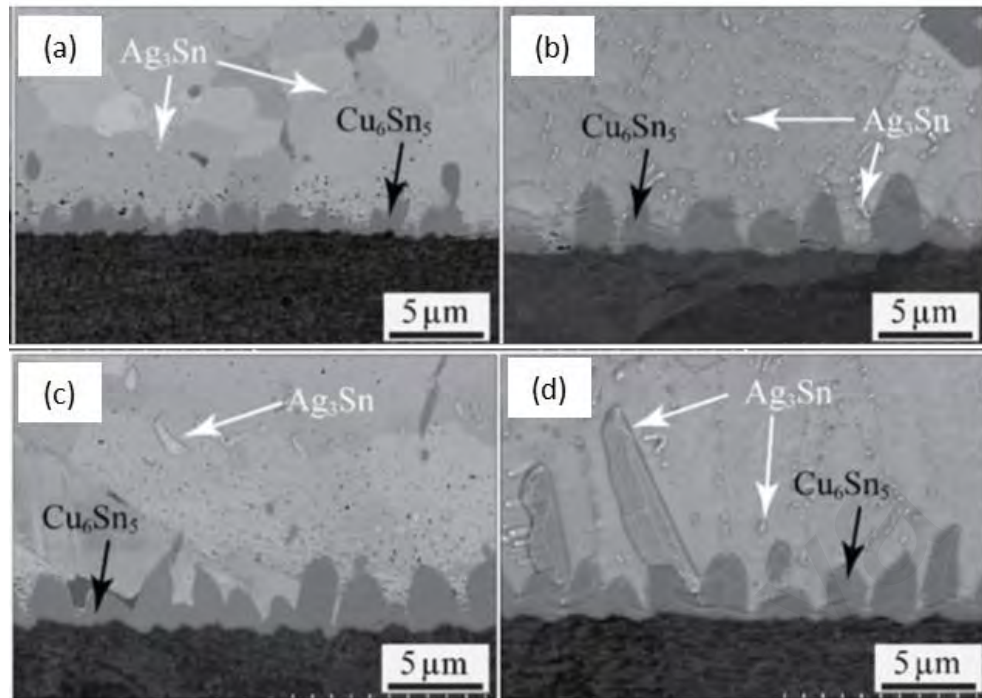 (a)
Ag₃Sn
Cu₆Sn₅
5 μm
(b)
Cu₆Sn₅
Ag₃Sn
5 μm
(c)
Ag₃Sn
Cu₆Sn₅
5 μm
(d)
Ag₃Sn
Cu₆Sn₅
5 μm